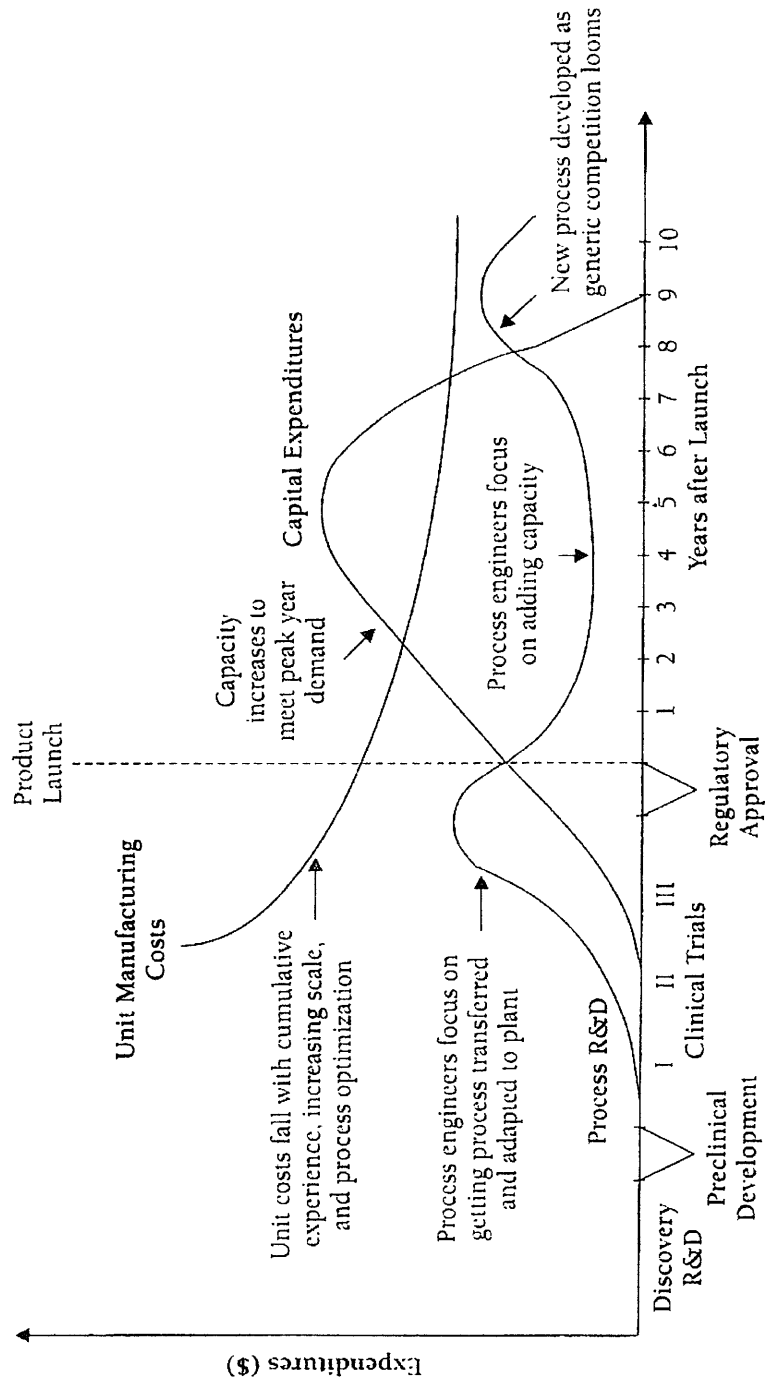 Expenditures ($)
Product
Launch
Unit Manufacturing
Costs
Capacity
increases to
meet peak year
demand
Capital Expenditures
Unit costs fall with cumulative
experience, increasing scale,
and process optimization
Process engineers focus on
getting process transferred
and adapted to plant
Process engineers focus
on adding capacity
New process developed as
generic competition looms
Process R&D
Discovery
R&D
Preclinical
Development
I
II
III
Clinical Trials
Regulatory
Approval
1 2 3 4 5 6 7 8 9 10
Years after Launch